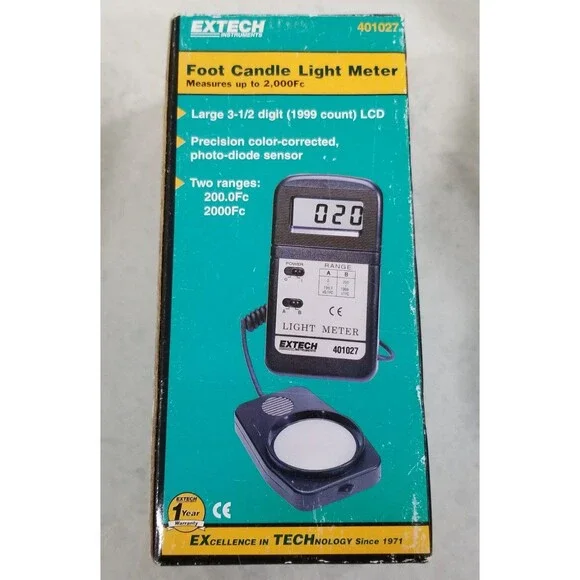 EXTECH
INSTRUMENTS
401027
Foot Candle Light Meter
Measures up to 2,000Fc
Large 3-1/2 digit (1999 count) LCD
Precision color-corrected,
photo-diode sensor
Two ranges:
200.0Fc
2000Fc
020
POWER
RANGE
A B
A B
CE
LIGHT METER
EXTECH
INSTRUMENTS
401027
EXTECH
1 Year
Warranty
CE
EXCELLENCE IN TECHNOLOGY Since 1971